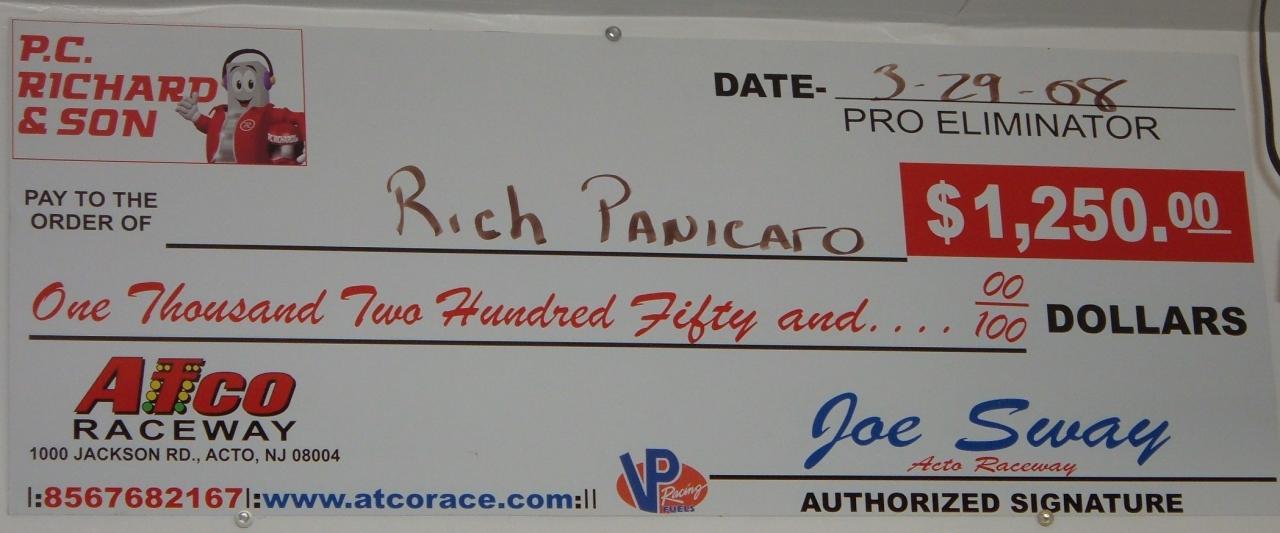 P.C.
RICHARD
& SON
DATE- 3-29-08
PRO ELIMINATOR
PAY TO THE
ORDER OF
Rich Panicaro
$1,250.00
One Thousand Two Hundred Fifty and.... 00/100 DOLLARS
ATCO
RACEWAY
1000 JACKSON RD., ACTO, NJ 08004
|:8567682167|:www.atcorace.com:||
VP
Racing
FUELS
Joe Sway
Acto Raceway
AUTHORIZED SIGNATURE